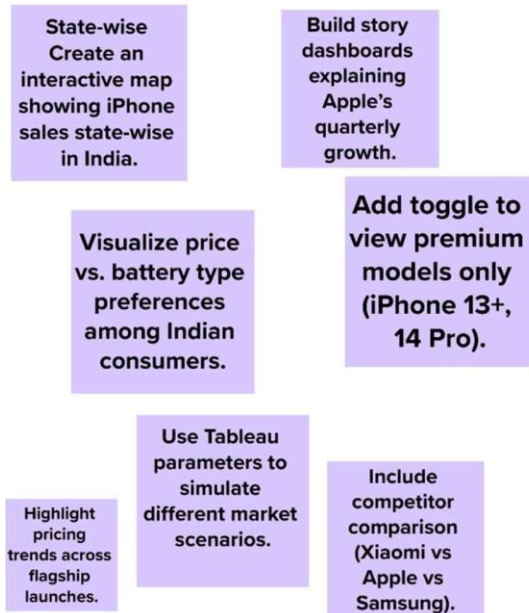 State-wise
Create an
interactive map
showing iPhone
sales state-wise
in India.
Build story
dashboards
explaining
Apple's
quarterly
growth.
Visualize price
vs. battery type
preferences
among Indian
consumers.
Add toggle to
view premium
models only
(iPhone 13+,
14 Pro).
Use Tableau
parameters to
simulate
different market
scenarios.
Highlight
pricing
trends across
flagship
launches.
Include
competitor
comparison
(Xiaomi vs
Apple vs
Samsung).